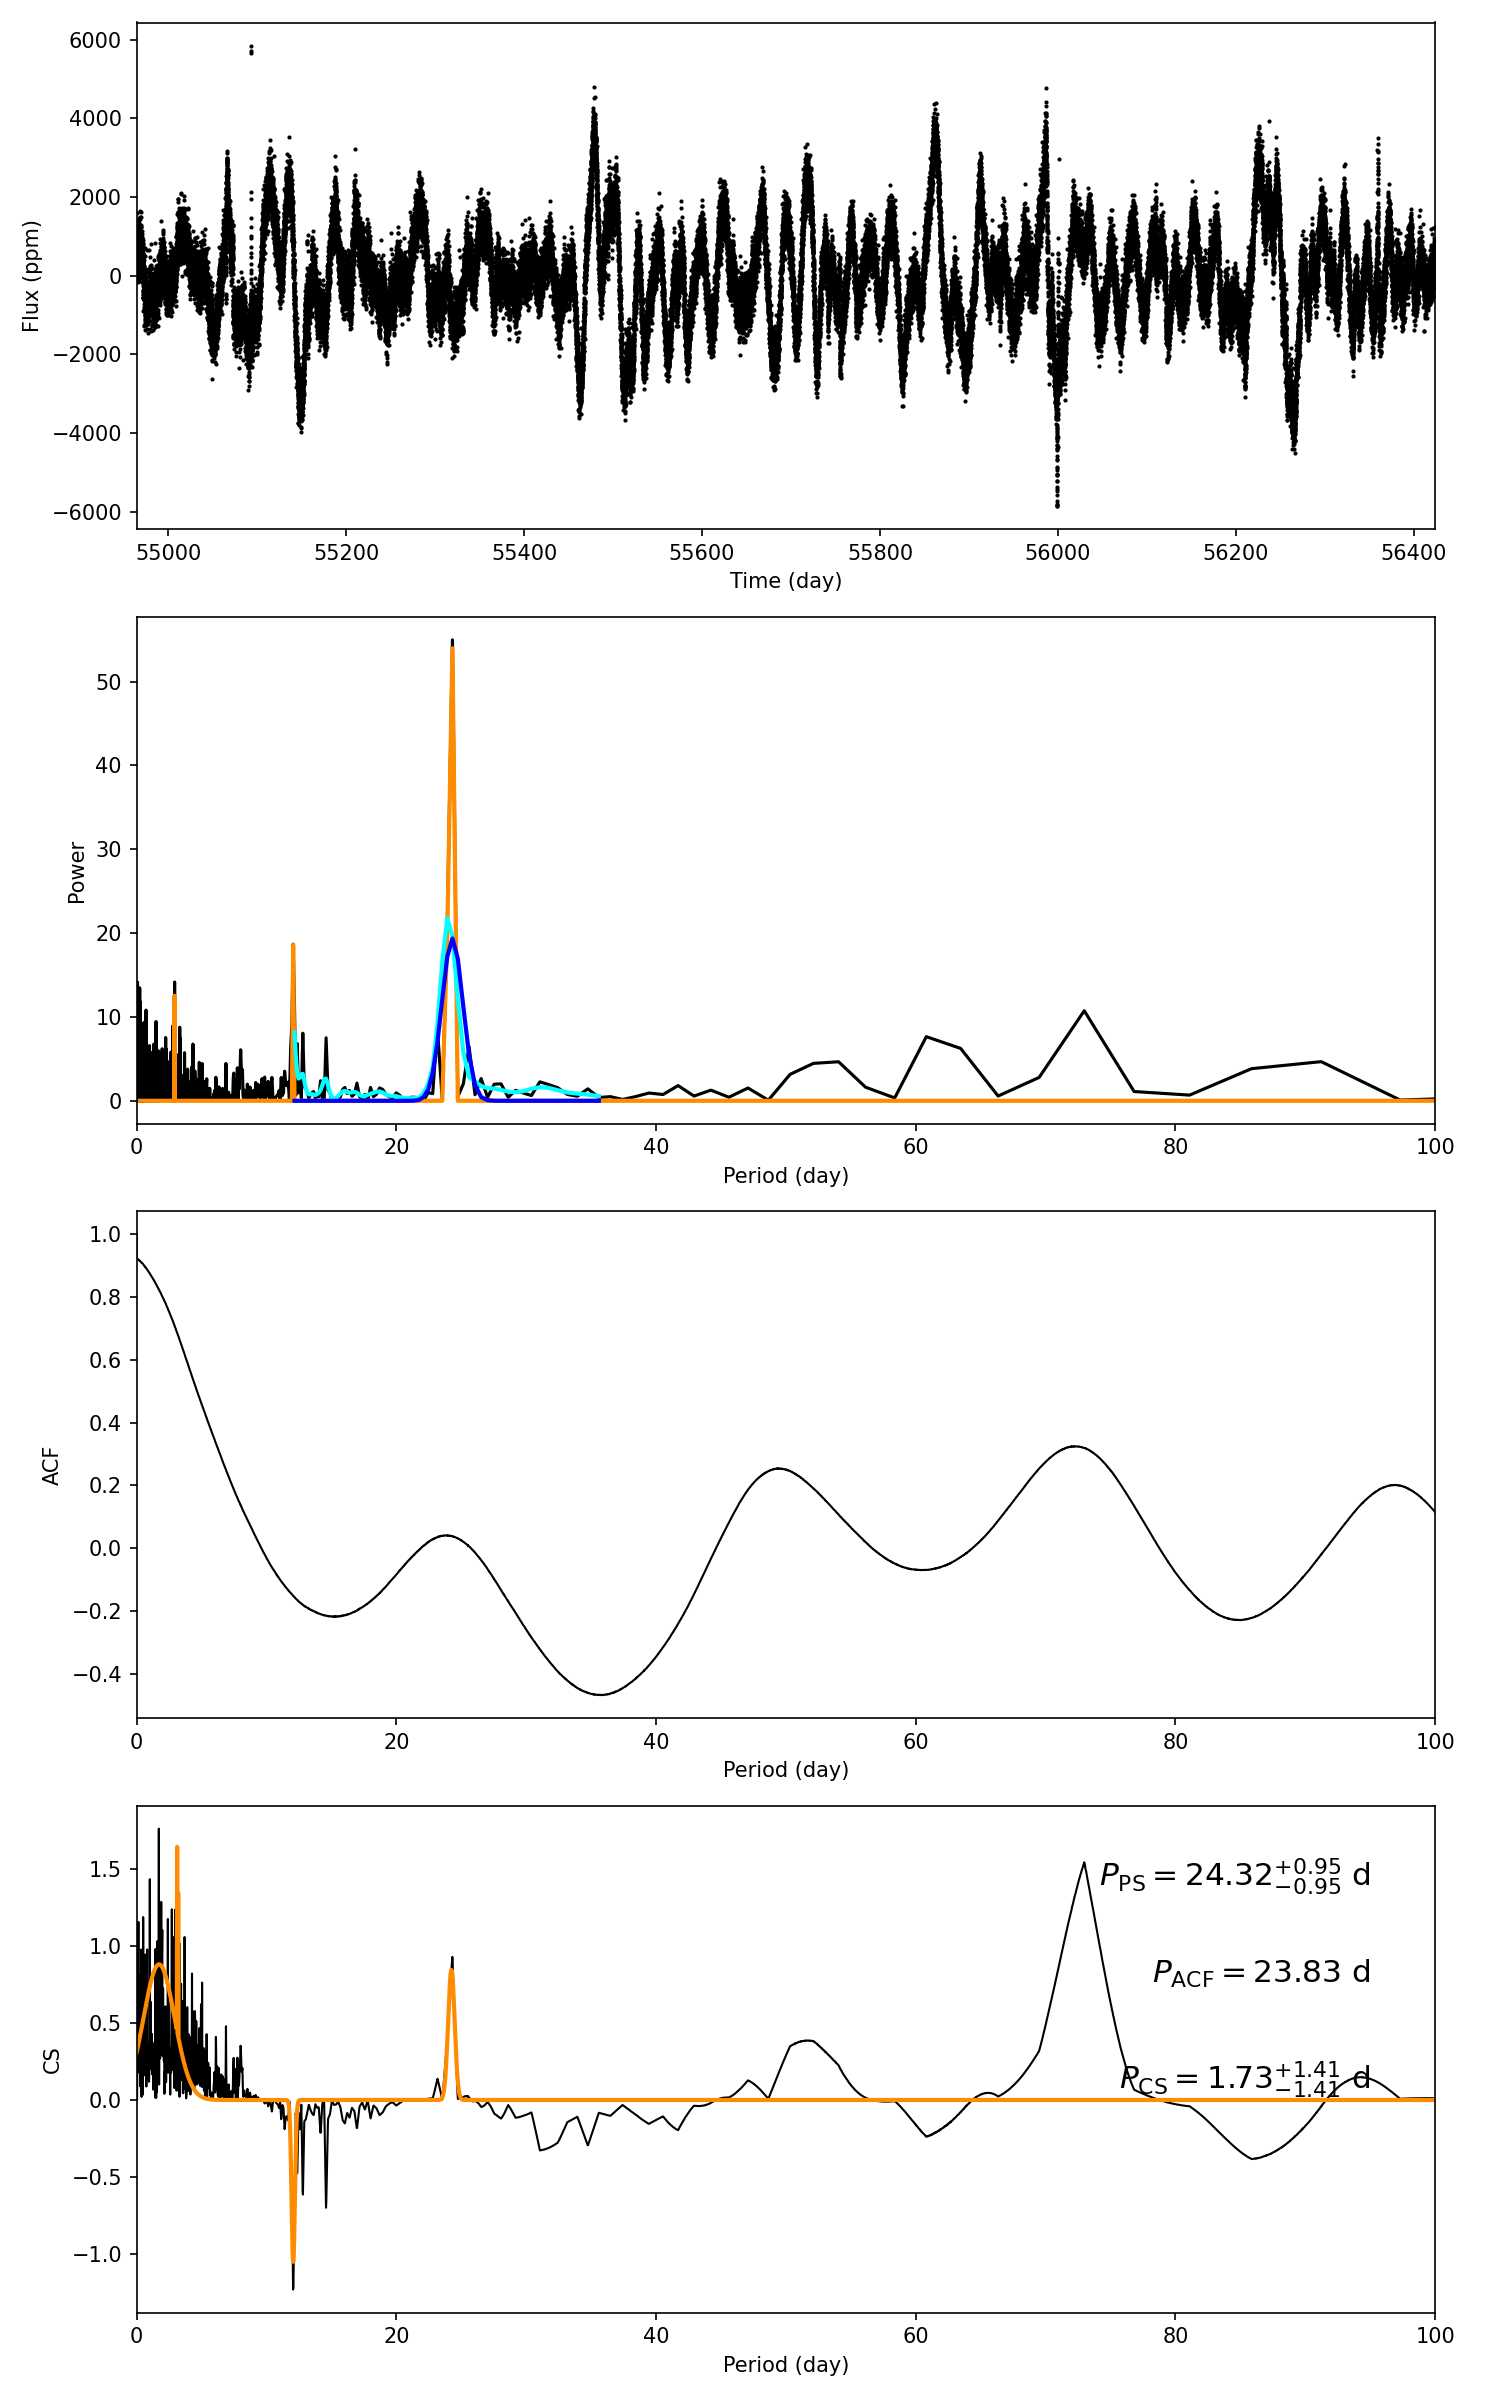 6000
4000
2000
0
−2000
−4000
−6000
Flux (ppm)
55000 55200 55400 55600 55800 56000 56200 56400
Time (day)
50
40
30
20
10
0
Power
0 20 40 60 80 100
Period (day)
1.0
0.8
0.6
0.4
0.2
0.0
−0.2
−0.4
ACF
0 20 40 60 80 100
Period (day)
1.5
1.0
0.5
0.0
−0.5
−1.0
CS
P_PS = 24.32^{+0.95}_{−0.95} d
P_ACF = 23.83 d
P_CS = 1.73^{+1.41}_{−1.41} d
0 20 40 60 80 100
Period (day)